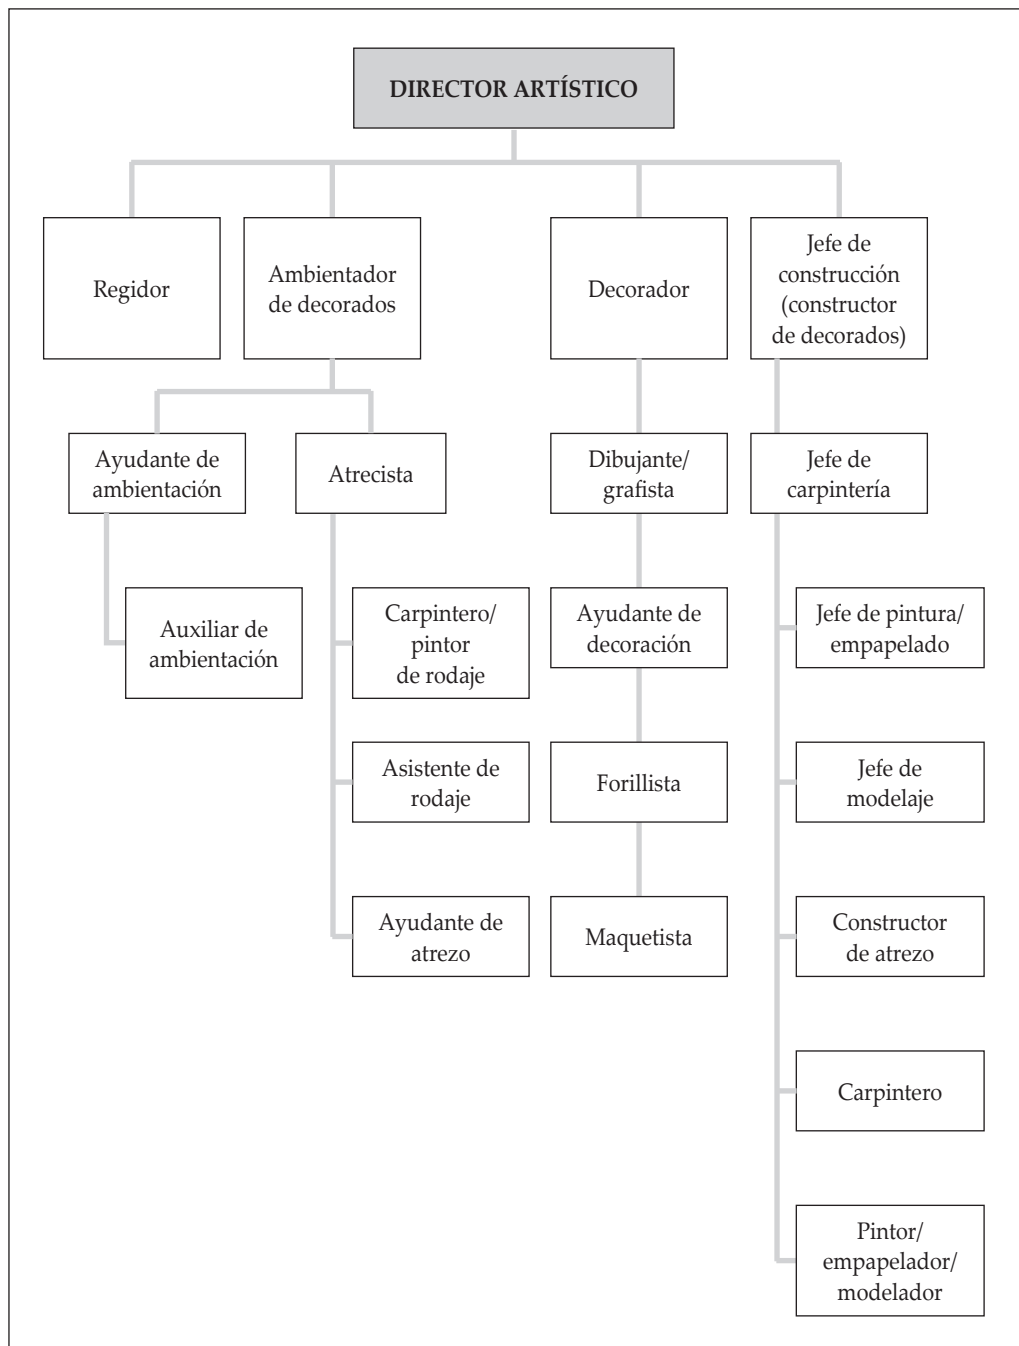 DIRECTOR ARTÍSTICO
Regidor
Ambientador
de decorados
Decorador
Jefe de
construcción
(constructor
de decorados)
Ayudante de
ambientación
Atrecista
Dibujante/
grafista
Jefe de
carpintería
Auxiliar de
ambientación
Carpintero/
pintor
de rodaje
Ayudante de
decoración
Jefe de pintura/
empapelado
Asistente de
rodaje
Forillista
Jefe de
modelaje
Ayudante de
atrezo
Maquetista
Constructor
de atrezo
Carpintero
Pintor/
empapelador/
modelador